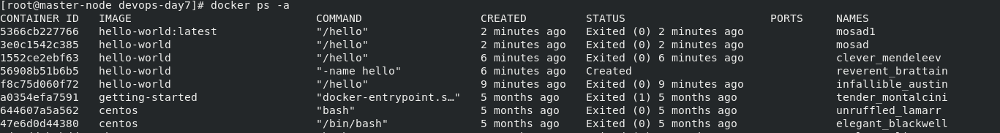 [root@master-node devops-day7]# docker ps -a
CONTAINER ID   IMAGE                COMMAND                  CREATED         STATUS                     PORTS     NAMES
5366cb227766   hello-world:latest   "/hello"                 2 minutes ago   Exited (0) 2 minutes ago             mosad1
3e0c1542c385   hello-world          "/hello"                 2 minutes ago   Exited (0) 2 minutes ago             mosad
1552ce2ebf63   hello-world          "/hello"                 6 minutes ago   Exited (0) 6 minutes ago             clever_mendeleev
56908b51b6b5   hello-world          "-name hello"            6 minutes ago   Created                              reverent_brattain
f8c75d060f72   hello-world          "/hello"                 9 minutes ago   Exited (0) 9 minutes ago             infallible_austin
a0354efa7591   getting-started      "docker-entrypoint.s…"   5 months ago    Exited (1) 5 months ago              tender_montalcini
644607a5a562   centos               "bash"                   5 months ago    Exited (0) 5 months ago              unruffled_lamarr
47e6d0d44380   centos               "/bin/bash"              5 months ago    Exited (0) 5 months ago              elegant_blackwell